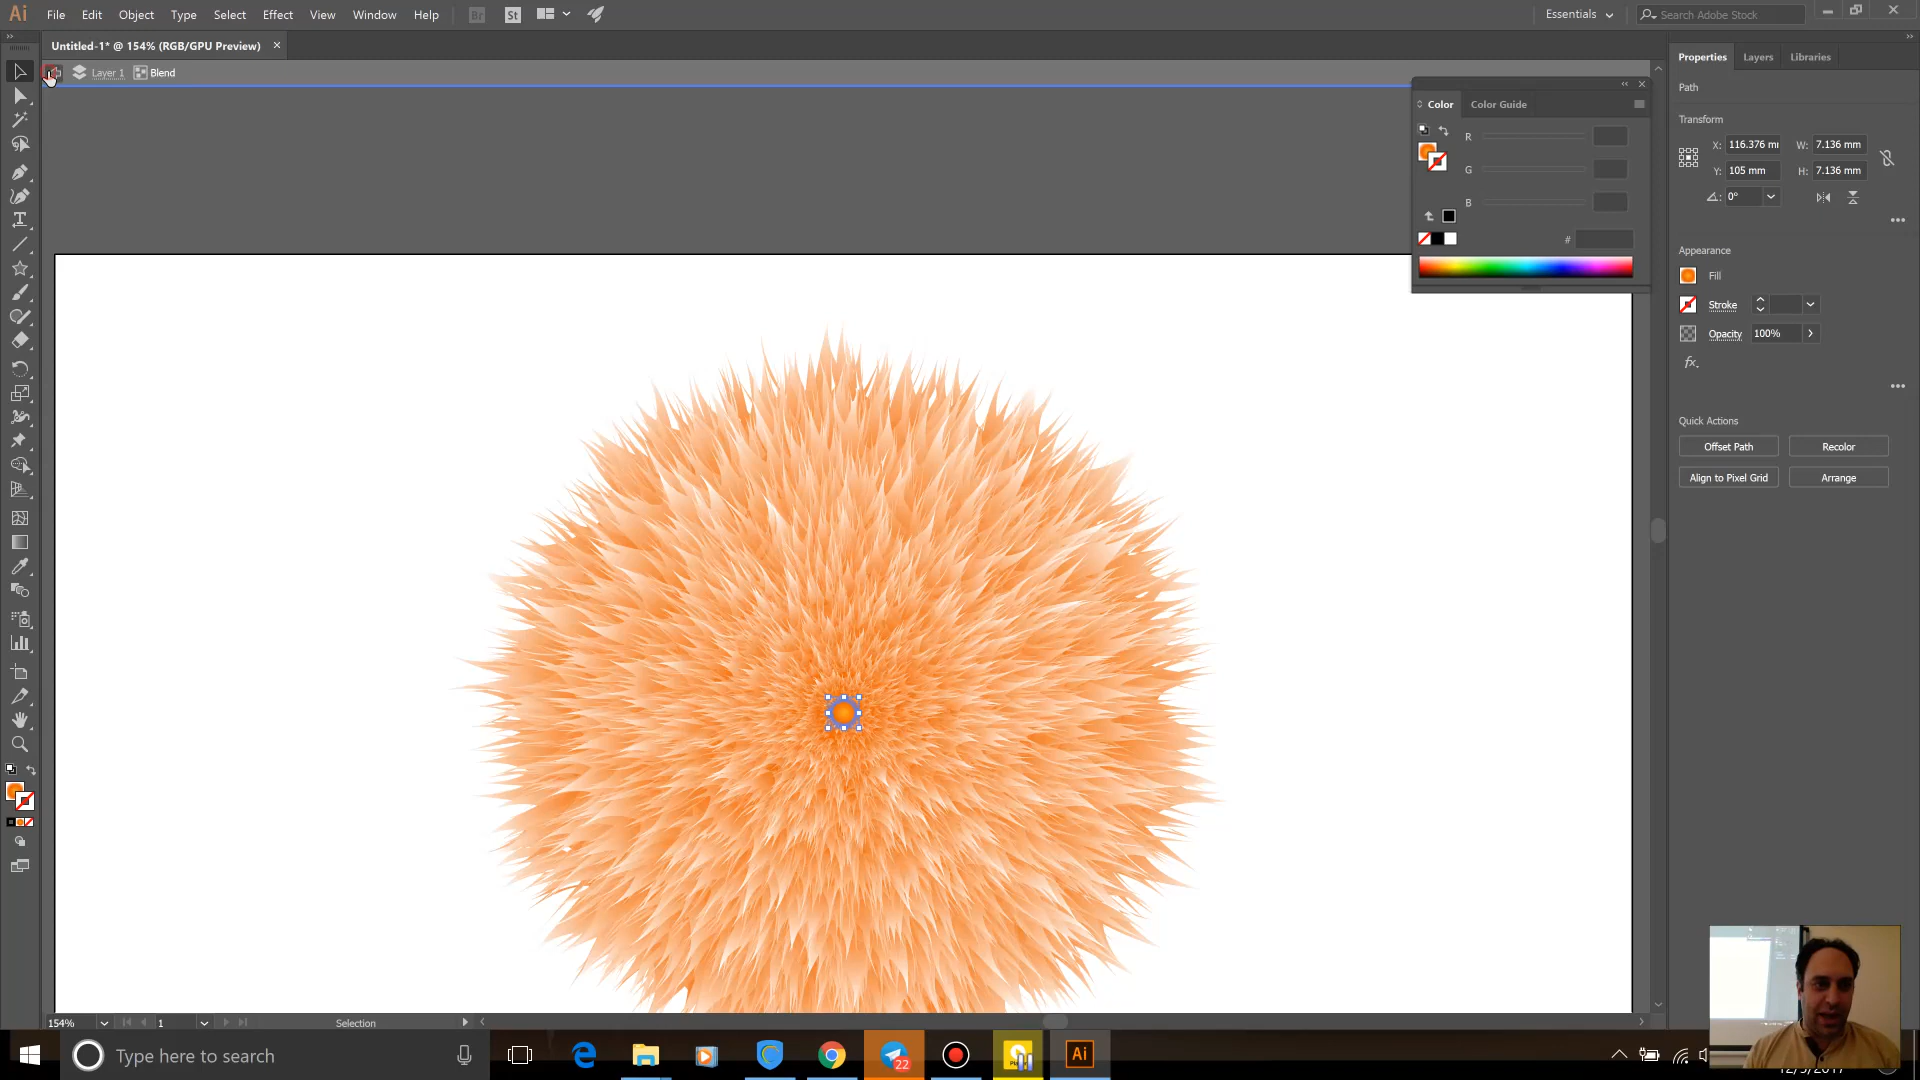 Ai File Edit Object Type Select Effect View Window Help Br St Essentials Search Adobe Stock
Untitled-1* @ 154% (RGB/GPU Preview)
Layer 1 Blend
Color Color Guide
R
G
B
#
Properties Layers Libraries
Path
Transform
X: 116.376 mm W: 7.136 mm
Y: 105 mm H: 7.136 mm
0°
Appearance
Fill
Stroke
Opacity 100%
fx.
Quick Actions
Offset Path Recolor
Align to Pixel Grid Arrange
154% 1 Selection
Type here to search
22
Ai